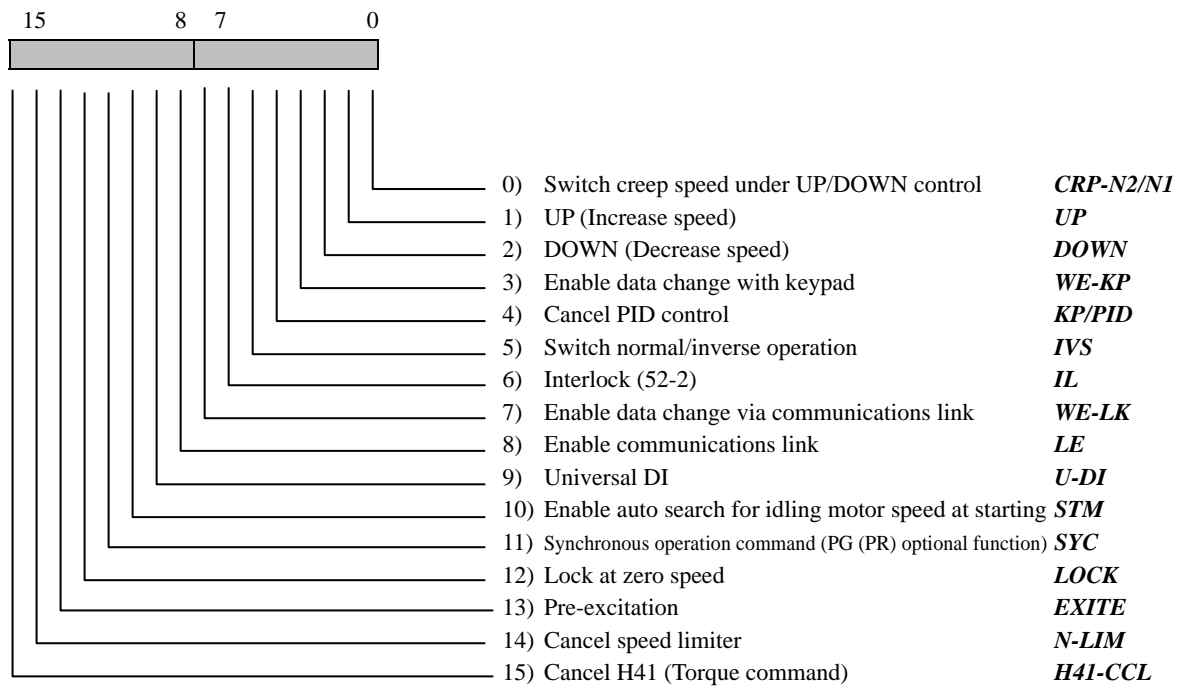 15 8 7 0
0) Switch creep speed under UP/DOWN control CRP-N2/N1
1) UP (Increase speed) UP
2) DOWN (Decrease speed) DOWN
3) Enable data change with keypad WE-KP
4) Cancel PID control KP/PID
5) Switch normal/inverse operation IVS
6) Interlock (52-2) IL
7) Enable data change via communications link WE-LK
8) Enable communications link LE
9) Universal DI U-DI
10) Enable auto search for idling motor speed at starting STM
11) Synchronous operation command (PG (PR) optional function) SYC
12) Lock at zero speed LOCK
13) Pre-excitation EXITE
14) Cancel speed limiter N-LIM
15) Cancel H41 (Torque command) H41-CCL